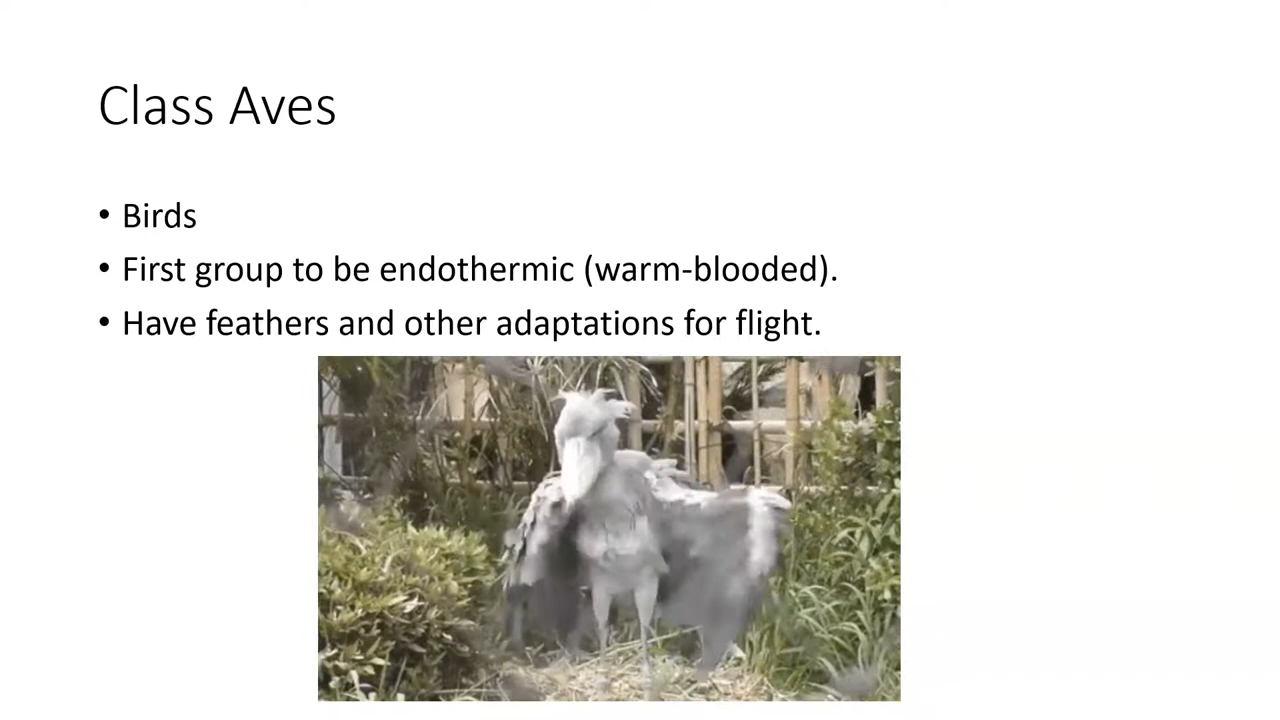 Class Aves
• Birds
• First group to be endothermic (warm-blooded).
• Have feathers and other adaptations for flight.